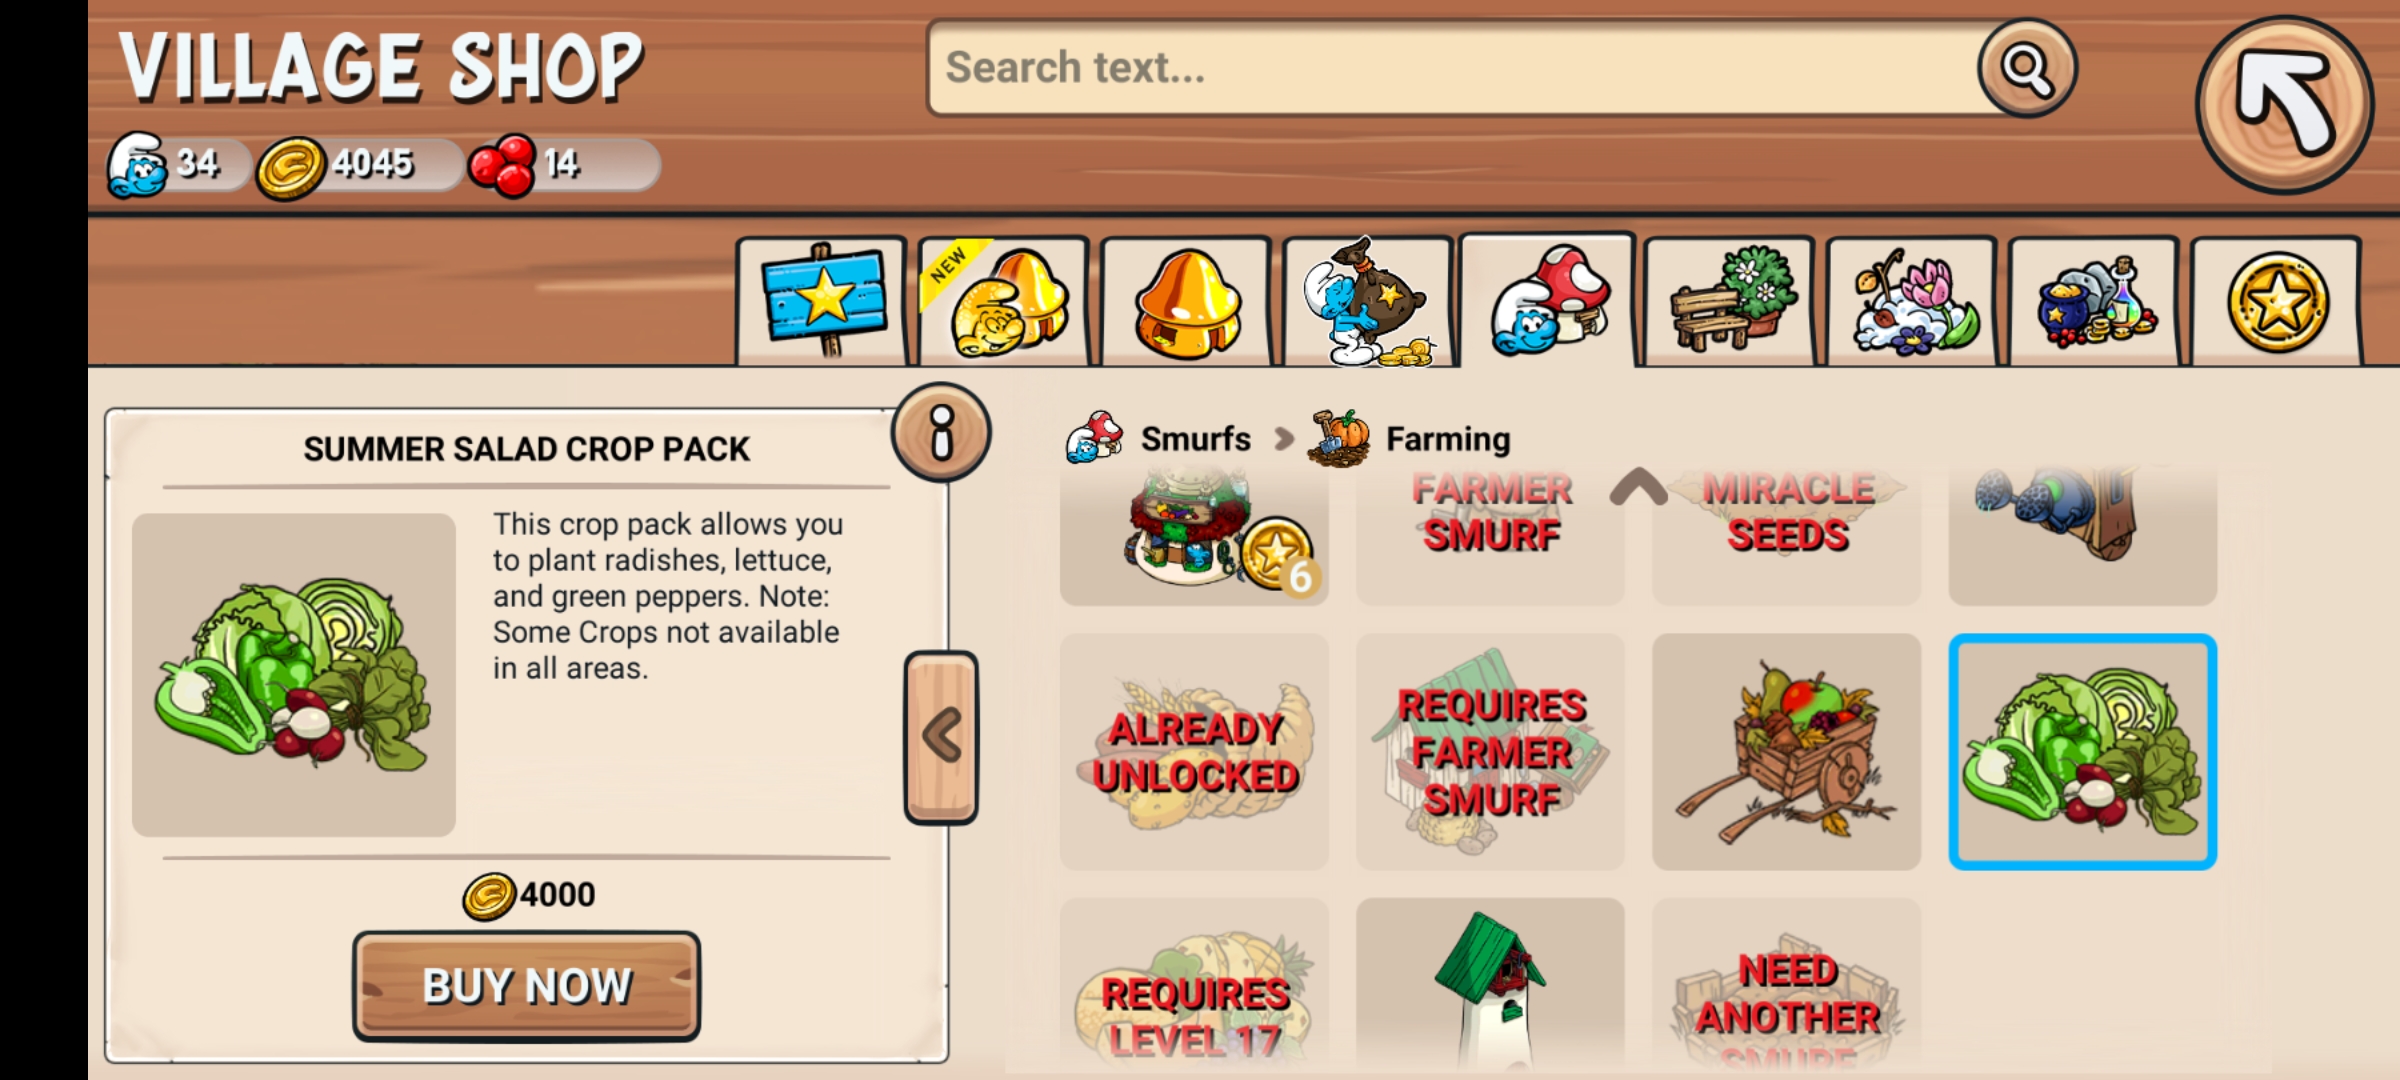 VILLAGE SHOP
Search text...
34
4045
14
NEW
SUMMER SALAD CROP PACK
This crop pack allows you
to plant radishes, lettuce,
and green peppers. Note:
Some Crops not available
in all areas.
4000
BUY NOW
Smurfs > Farming
6
FARMER
SMURF
MIRACLE
SEEDS
ALREADY
UNLOCKED
REQUIRES
FARMER
SMURF
REQUIRES
LEVEL 17
NEED
ANOTHER
SMURF